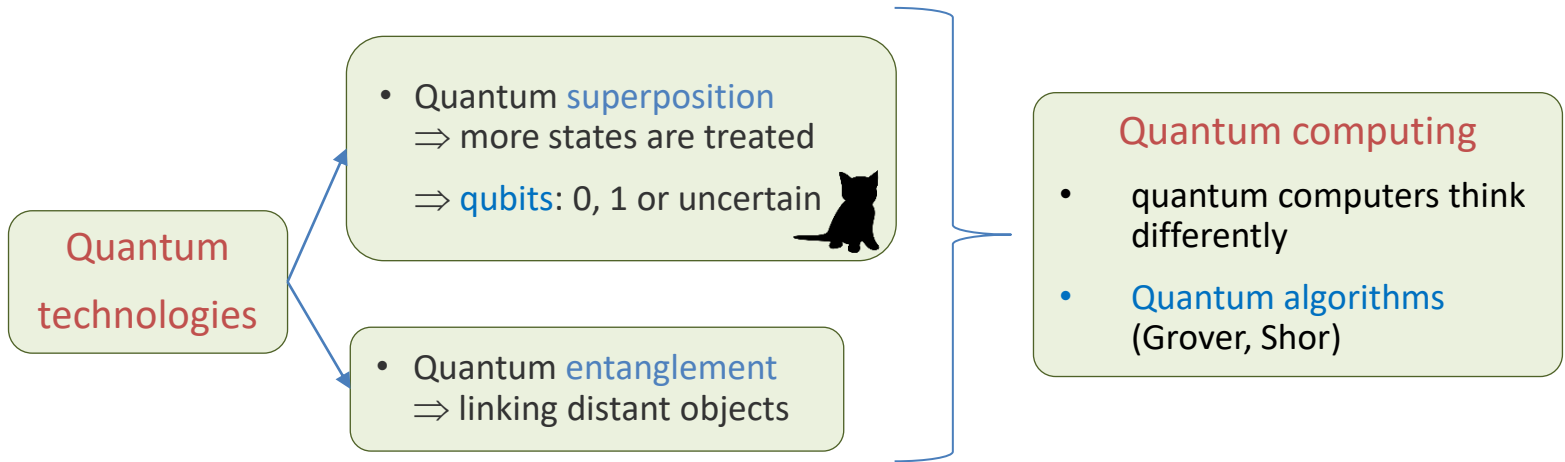 Quantum
technologies
• Quantum superposition
⇒ more states are treated
⇒ qubits: 0, 1 or uncertain
• Quantum entanglement
⇒ linking distant objects
Quantum computing
• quantum computers think
differently
• Quantum algorithms
(Grover, Shor)